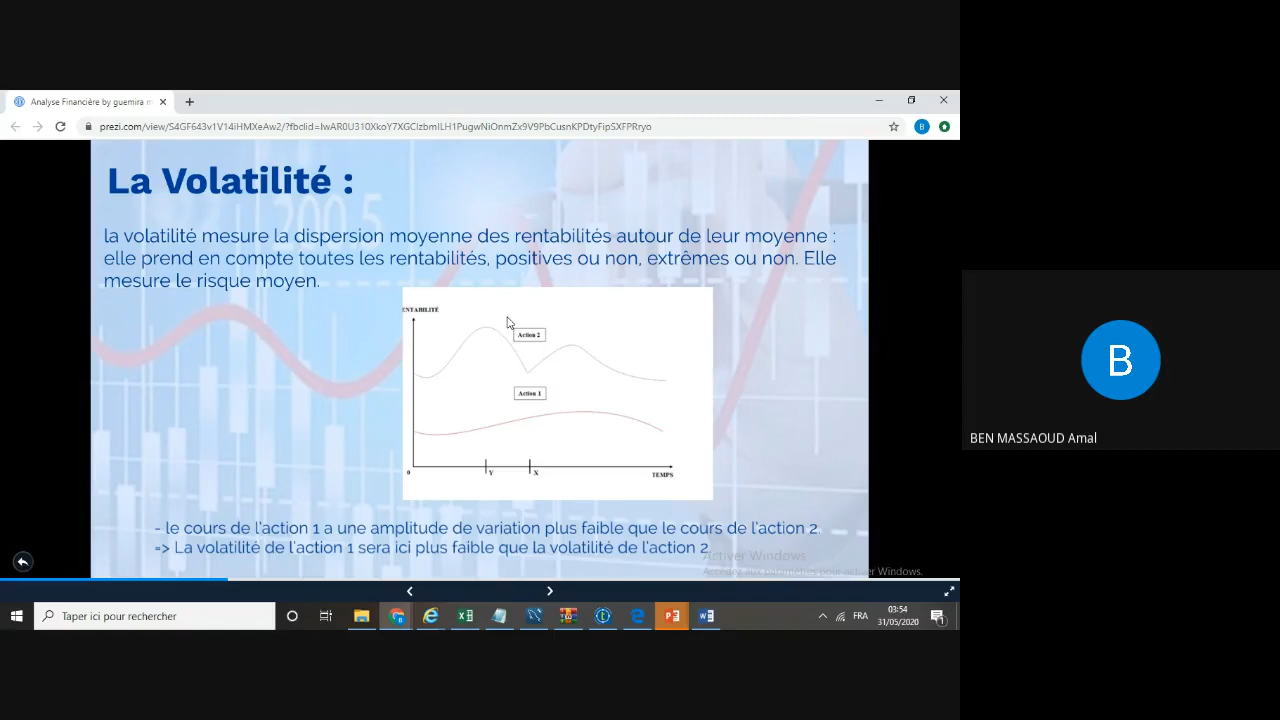 Analyse Financière by guemira m
prezi.com/view/S4GF643v1V14iHMXeAw2/?fbclid=IwAR0U310XkoY7XGClzbmILH1PugwNiOnmZx9V9PbCusnKPDtyFipSXFPRryo
B
La Volatilité :
200.5
la volatilité mesure la dispersion moyenne des rentabilités autour de leur moyenne :
elle prend en compte toutes les rentabilités, positives ou non, extrêmes ou non. Elle
mesure le risque moyen.
ENTABILITÉ
Action 2
Action 1
0
Y
X
TEMPS
- le cours de l'action 1 a une amplitude de variation plus faible que le cours de l'action 2.
=> La volatilité de l'action 1 sera ici plus faible que la volatilité de l'action 2
Activer Windows
Accédez aux paramètres pour activer Windows.
Taper ici pour rechercher
FRA
03:54
31/05/2020
1
B
BEN MASSAOUD Amal